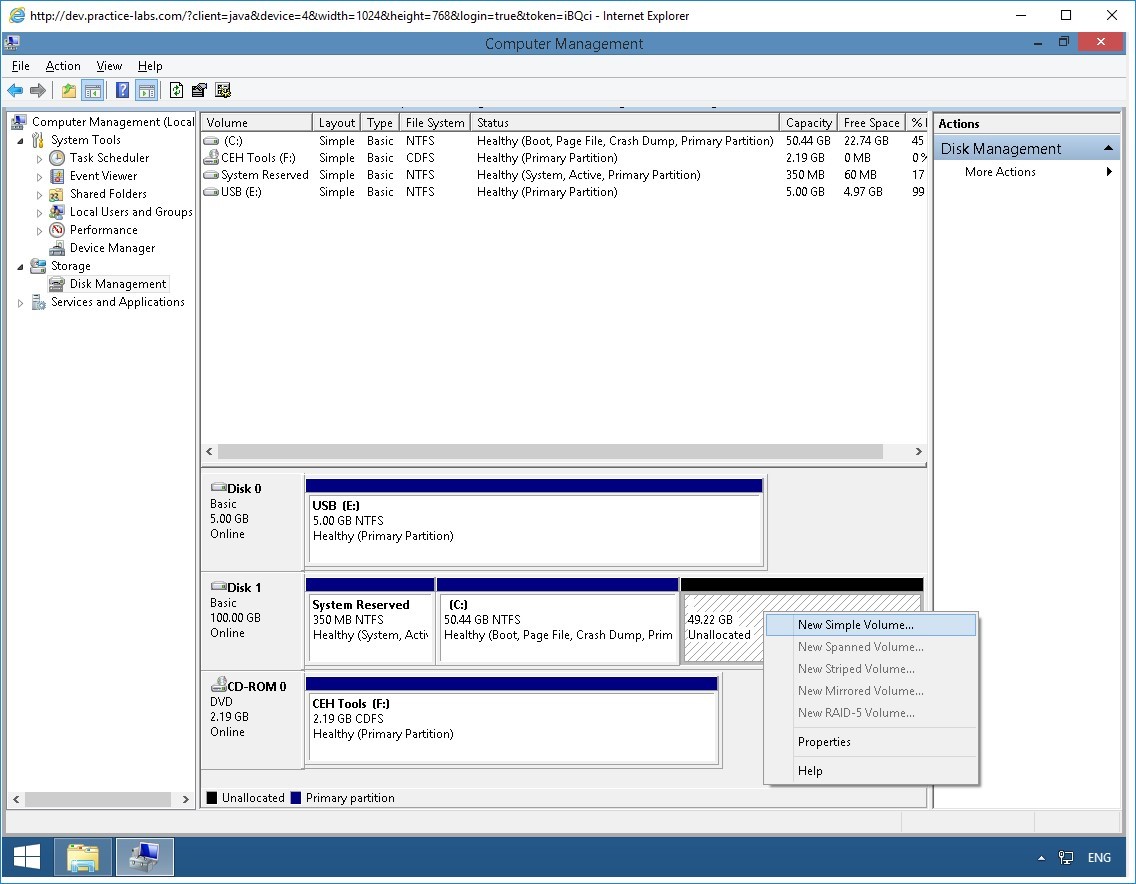 http://dev.practice-labs.com/?client=java&device=4&width=1024&height=768&login=true&token=iBQci - Internet Explorer
Computer Management
File Action View Help
Computer Management (Local
System Tools
Task Scheduler
Event Viewer
Shared Folders
Local Users and Groups
Performance
Device Manager
Storage
Disk Management
Services and Applications
Volume Layout Type File System Status Capacity Free Space %
(C:) Simple Basic NTFS Healthy (Boot, Page File, Crash Dump, Primary Partition) 50.44 GB 22.74 GB 45
CEH Tools (F:) Simple Basic CDFS Healthy (Primary Partition) 2.19 GB 0 MB 0 %
System Reserved Simple Basic NTFS Healthy (System, Active, Primary Partition) 350 MB 60 MB 17
USB (E:) Simple Basic NTFS Healthy (Primary Partition) 5.00 GB 4.97 GB 99
Disk 0
Basic
5.00 GB
Online
USB (E:)
5.00 GB NTFS
Healthy (Primary Partition)
Disk 1
Basic
100.00 GB
Online
System Reserved
350 MB NTFS
Healthy (System, Acti
(C:)
50.44 GB NTFS
Healthy (Boot, Page File, Crash Dump, Prim
49.22 GB
Unallocated
CD-ROM 0
DVD
2.19 GB
Online
CEH Tools (F:)
2.19 GB CDFS
Healthy (Primary Partition)
Unallocated Primary partition
Actions
Disk Management
More Actions
New Simple Volume...
New Spanned Volume...
New Striped Volume...
New Mirrored Volume...
New RAID-5 Volume...
Properties
Help
ENG